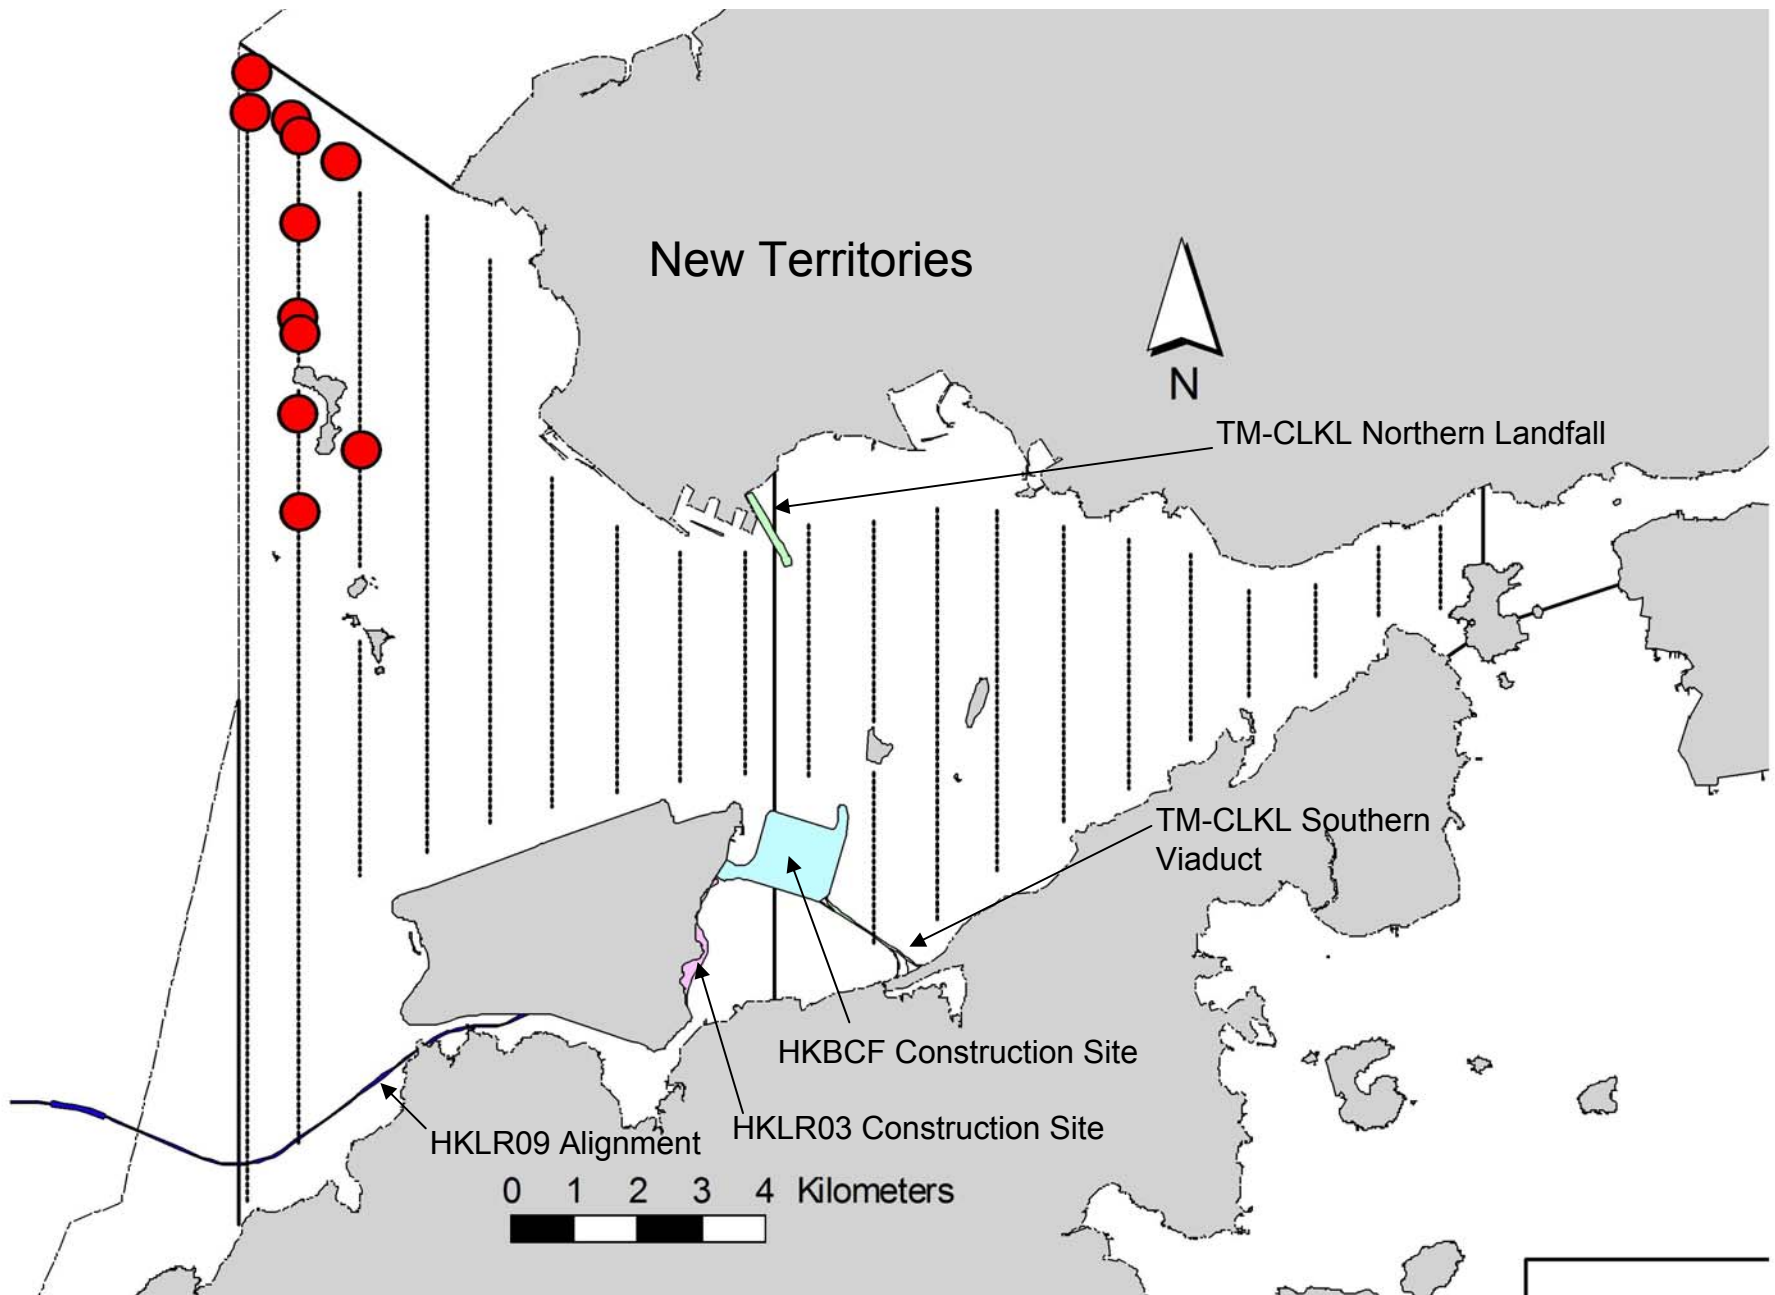 New Territories
N
TM-CLKL Northern Landfall
TM-CLKL Southern
Viaduct
HKBCF Construction Site
HKLR03 Construction Site
HKLR09 Alignment
0 1 2 3 4 Kilometers